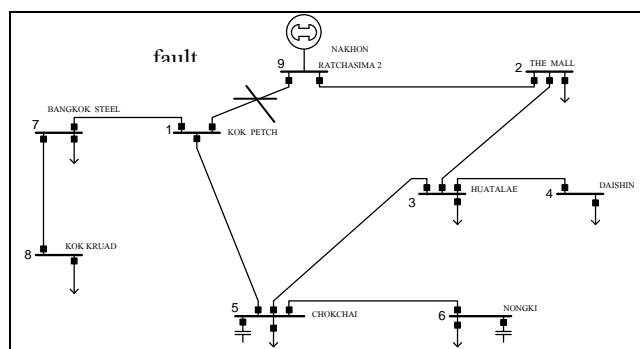 fault
NAKHON
9 RATCHASIMA 2
2 THE MALL
BANGKOK STEEL
7
1 KOK PETCH
3 HUATALAE
4 DAISHIN
8 KOK KRUAD
5 CHOKCHAI
6 NONGKI